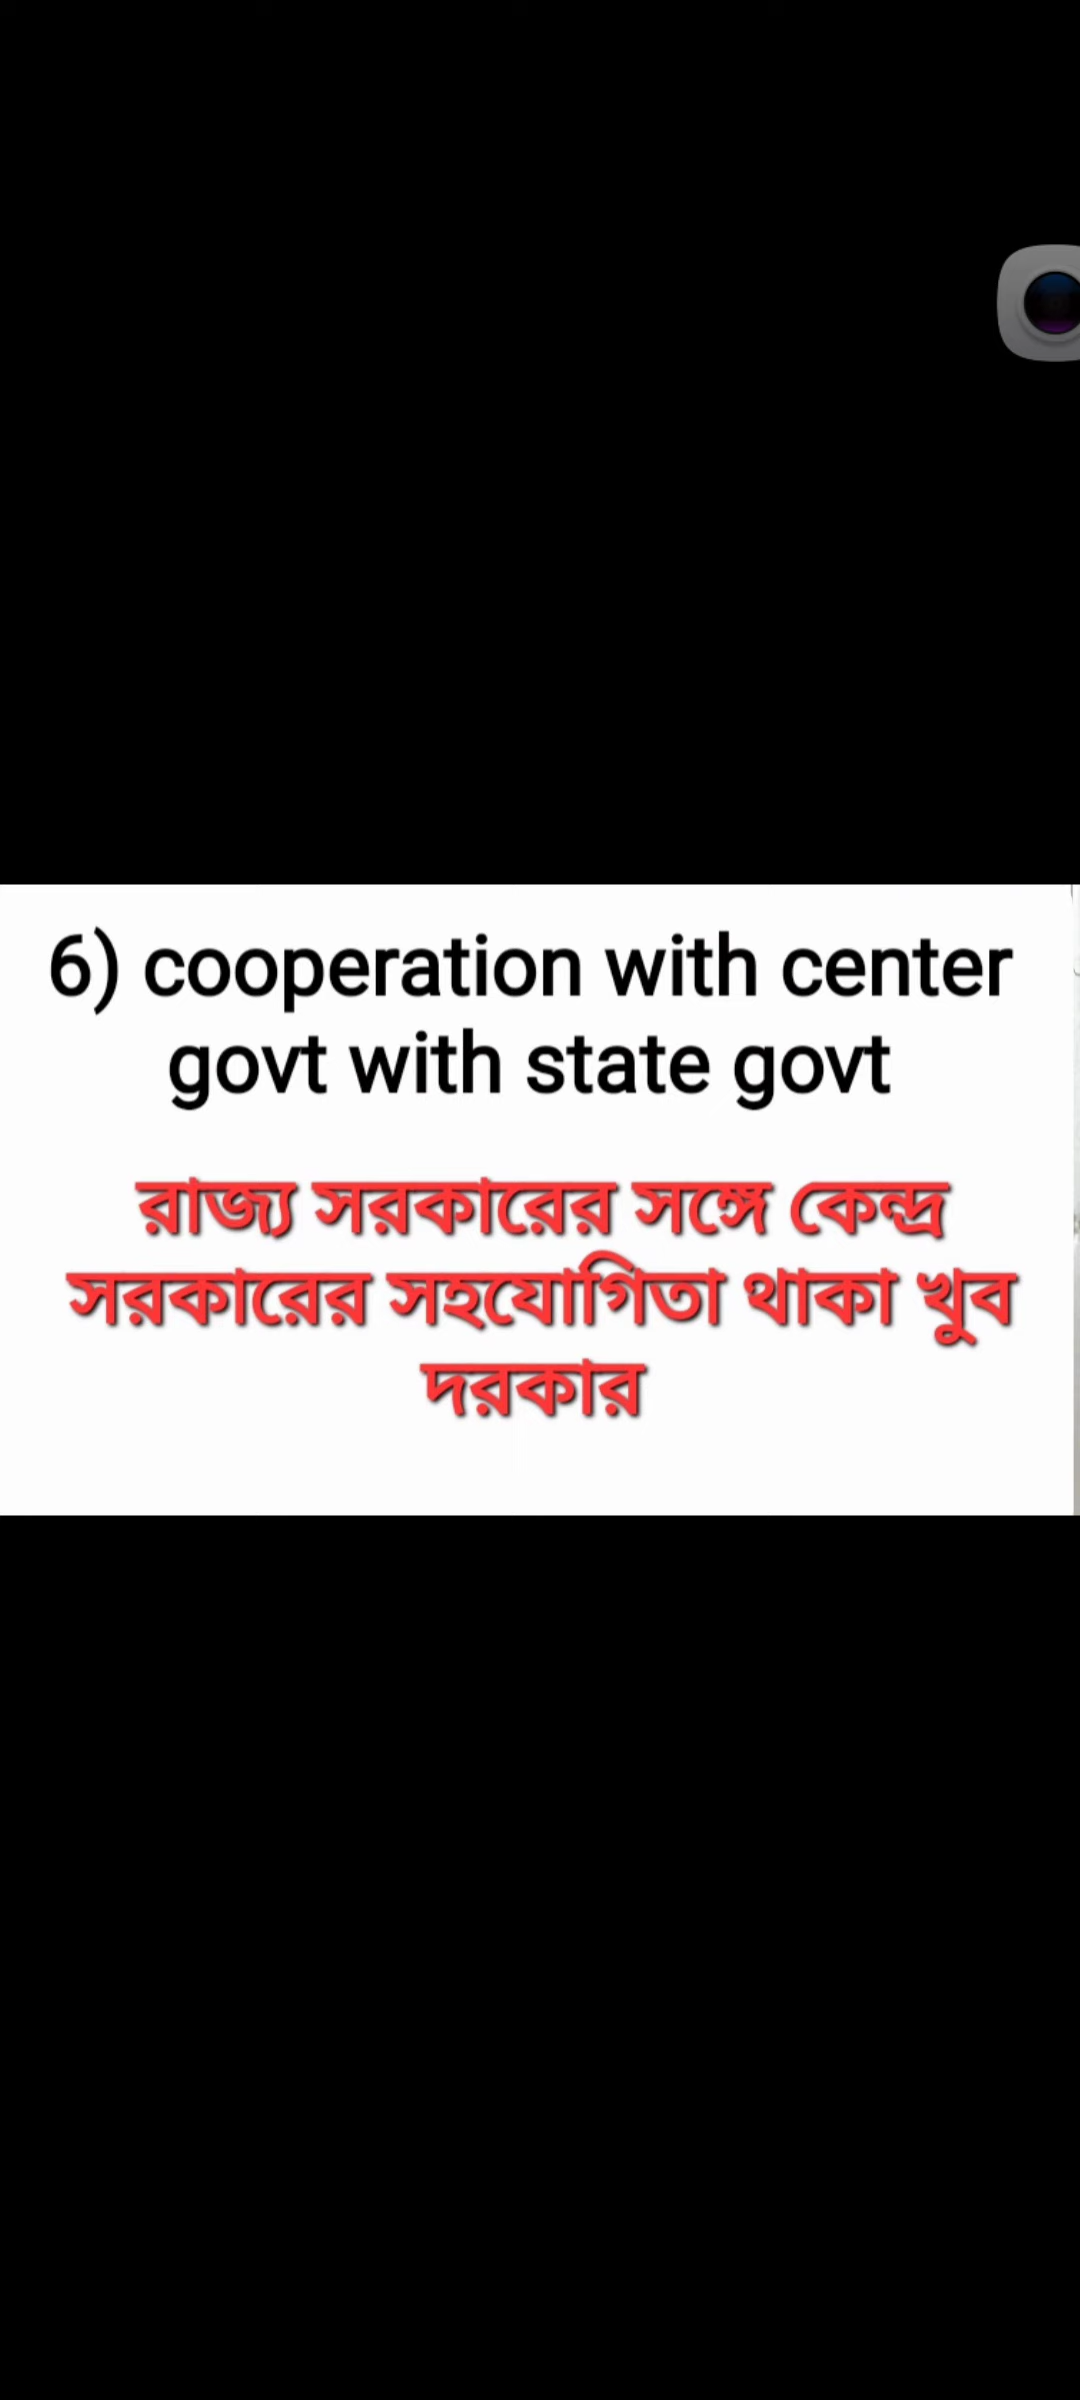 6) cooperation with center
govt with state govt
রাজ্য সরকারের সঙ্গে কেন্দ্র
সরকারের সহযোগিতা থাকা খুব
দরকার